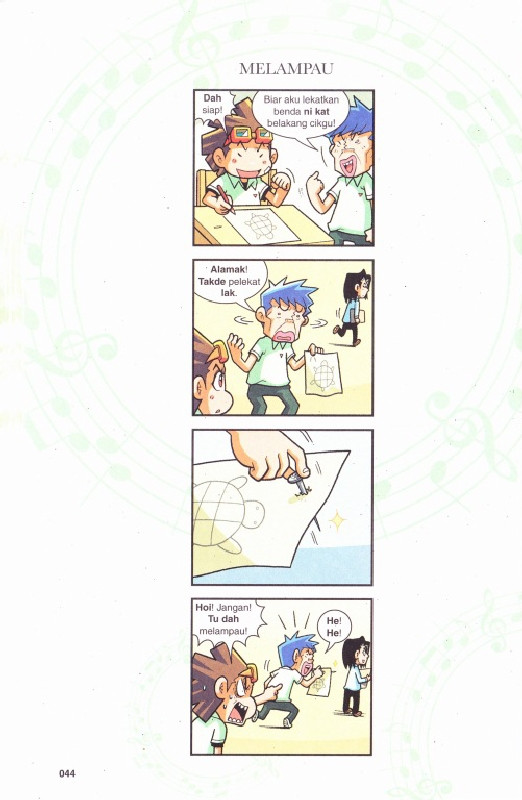 MELAMPAU
Dah
siap!
Biar aku lekatkan
benda ni kat
belakang cikgu!
Alamak!
Takde pelekat
lak.
Hoi! Jangan!
Tu dah
melampau!
He!
He!
044